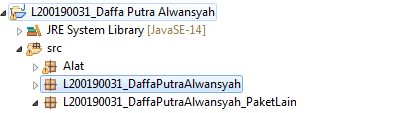 L200190031_Daffa Putra Alwansyah
JRE System Library [JavaSE-14]
src
Alat
L200190031_DaffaPutraAlwansyah
L200190031_DaffaPutraAlwansyah_PaketLain